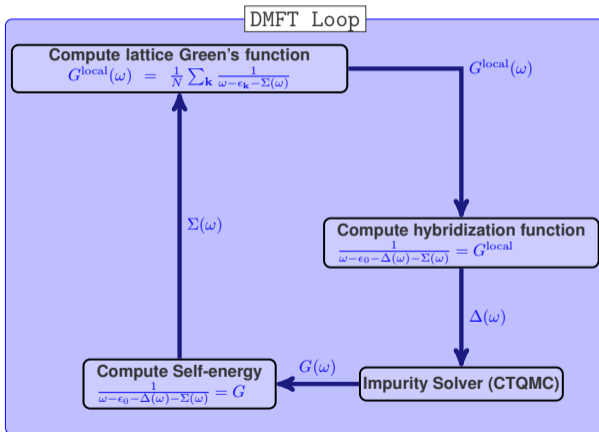 DMFT Loop
Compute lattice Green's function
G^local(ω) = 1/N ∑_k 1/(ω−ϵ_k−Σ(ω))
G^local(ω)
Σ(ω)
Compute hybridization function
1/(ω−ϵ_0−Δ(ω)−Σ(ω)) = G^local
Δ(ω)
Compute Self-energy
1/(ω−ϵ_0−Δ(ω)−Σ(ω)) = G
G(ω)
Impurity Solver (CTQMC)